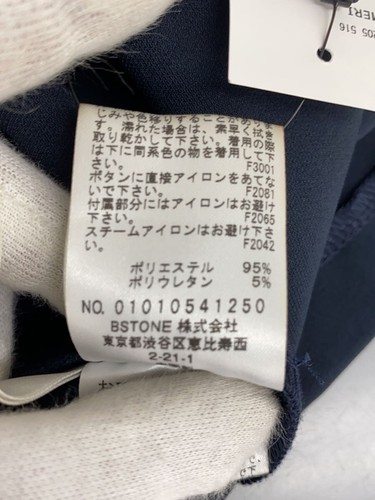 205 516
MERI
じみや色移りすることがありま
す。濡れた場合は、素早く拭き
取り乾かして下さい。着用の際
は下に同系色の物を着用して下
さい。
F3001
ボタンに直接アイロンをあてな
いで下さい。
F2081
付属部分にはアイロンはお避け
下さい。
F2065
スチームアイロンはお避け下さ
い。
F2042
ポリエステル 95%
ポリウレタン 5%
NO. 01010541250
BSTONE 株式会社
東京都渋谷区恵比寿西
2-21-1